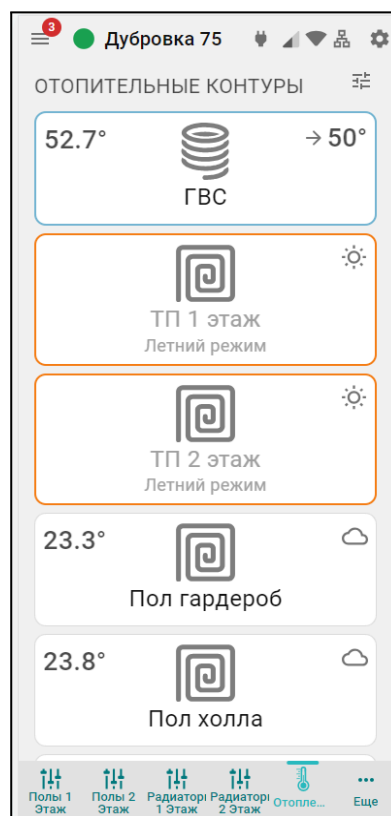 3
Дубровка 75
ОТОПИТЕЛЬНЫЕ КОНТУРЫ
52.7° → 50°
ГВС
ТП 1 этаж
Летний режим
ТП 2 этаж
Летний режим
23.3°
Пол гардероб
23.8°
Пол холла
Полы 1
Этаж
Полы 2
Этаж
Радиаторі
1 Этаж
Радиаторі
2 Этаж
Отопле...
Еще